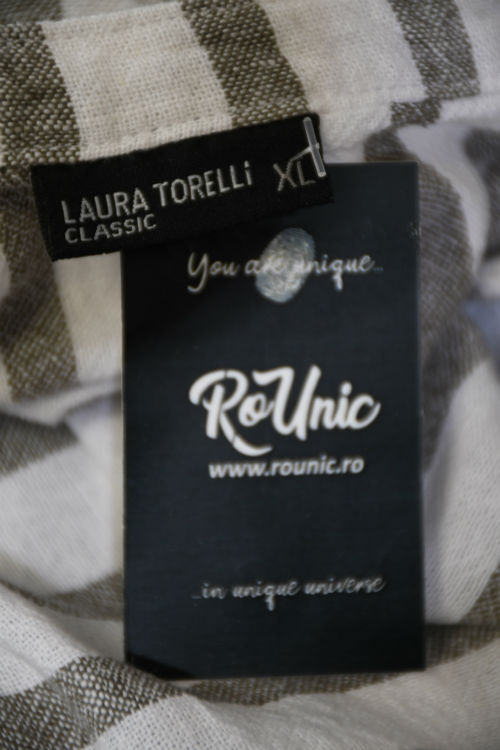 LAURA TORELLi XL
CLASSIC
You are unique...
RoUnic
www.rounic.ro
...in unique universe